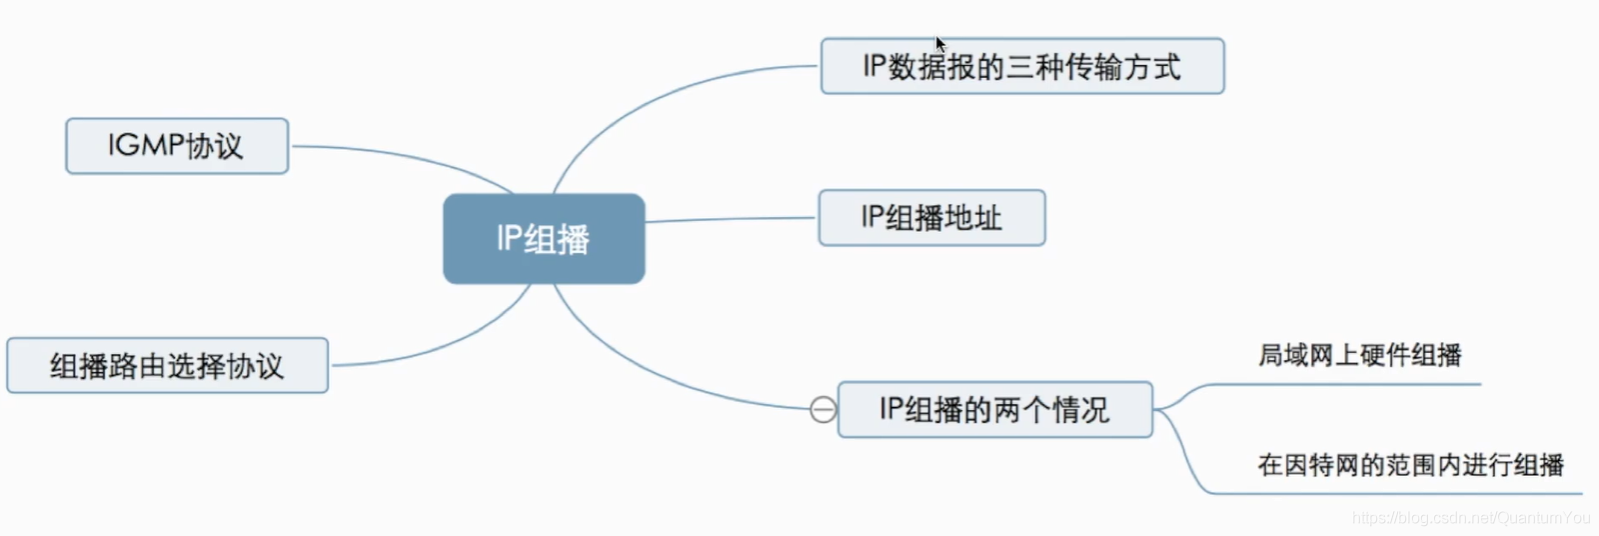 IP数据报的三种传输方式
IGMP协议
IP组播地址
IP组播
组播路由选择协议
局域网上硬件组播
IP组播的两个情况
在因特网的范围内进行组播
https://blog.csdn.net/QuantumYou